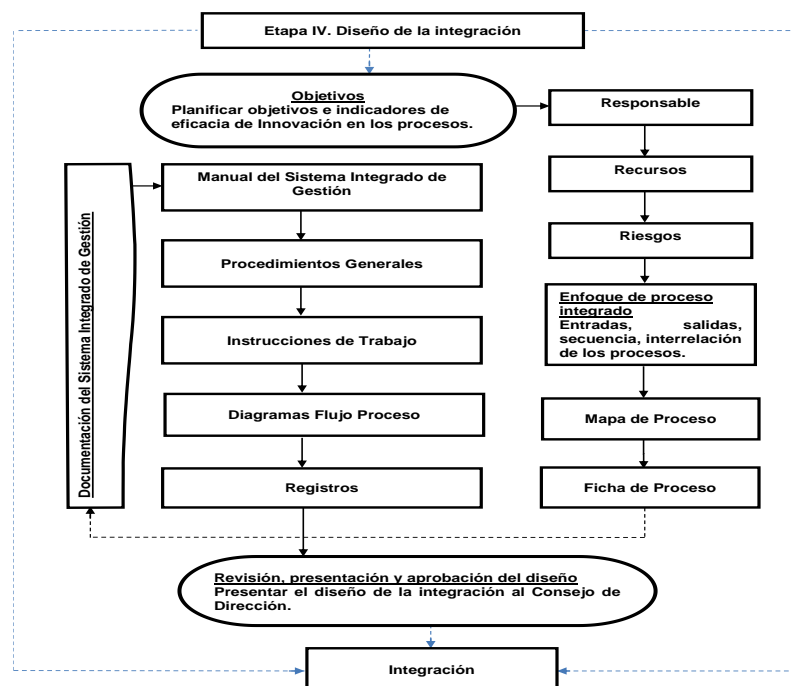 Etapa IV. Diseño de la integración
Objetivos
Planificar objetivos e indicadores de
eficacia de Innovación en los procesos.
Responsable
Recursos
Riesgos
Enfoque de proceso
integrado
Entradas, salidas,
secuencia, interrelación
de los procesos.
Mapa de Proceso
Ficha de Proceso
Documentación del Sistema Integrado de Gestión
Manual del Sistema Integrado de
Gestión
Procedimientos Generales
Instrucciones de Trabajo
Diagramas Flujo Proceso
Registros
Revisión, presentación y aprobación del diseño
Presentar el diseño de la integración al Consejo de
Dirección.
Integración